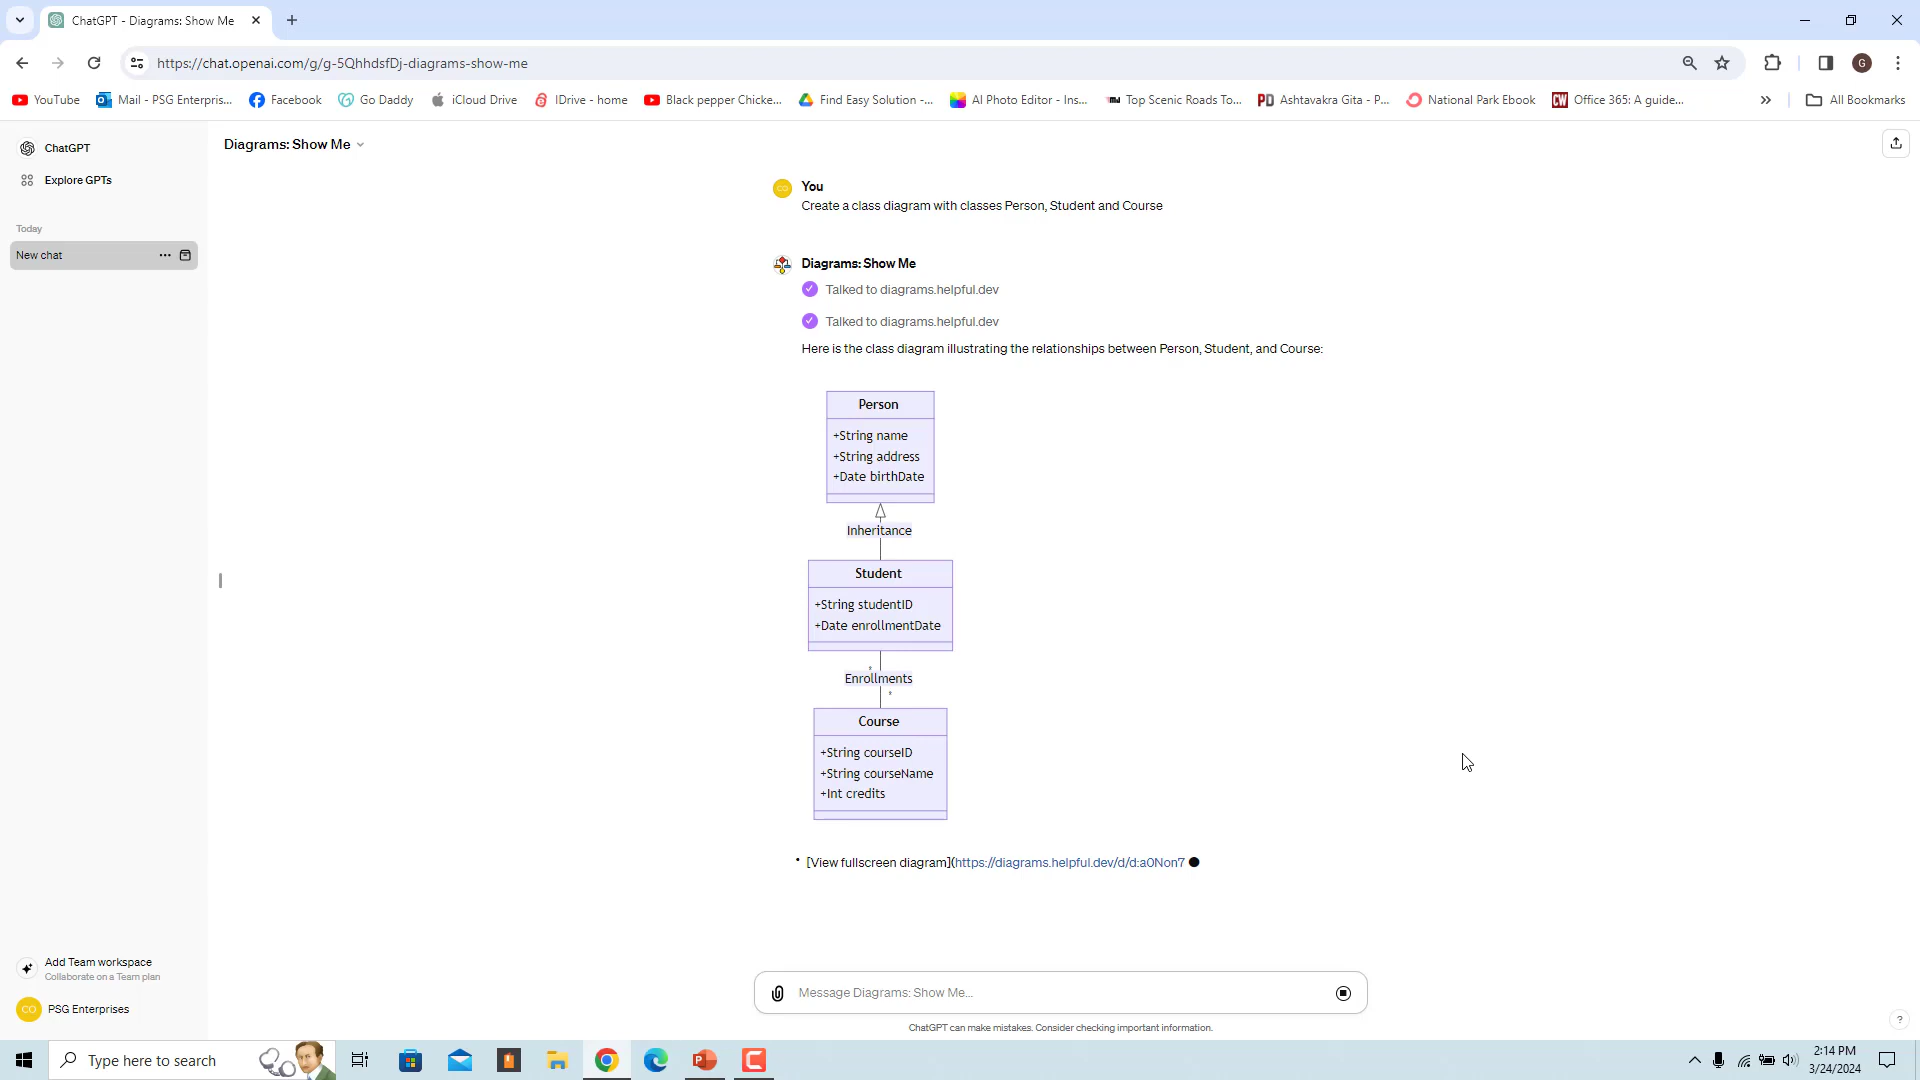 ChatGPT - Diagrams: Show Me
https://chat.openai.com/g/g-5QhhdsfDj-diagrams-show-me
G
YouTube
Mail - PSG Enterpris...
Facebook
Go Daddy
iCloud Drive
IDrive - home
Black pepper Chicke...
Find Easy Solution -...
AI Photo Editor - Ins...
Top Scenic Roads To...
Ashtavakra Gita - P...
National Park Ebook
Office 365: A guide...
All Bookmarks
ChatGPT
Explore GPTs
Today
New chat
Diagrams: Show Me
CO
You
Create a class diagram with classes Person, Student and Course
Diagrams: Show Me
Talked to diagrams.helpful.dev
Talked to diagrams.helpful.dev
Here is the class diagram illustrating the relationships between Person, Student, and Course:
Person
+String name
+String address
+Date birthDate
Inheritance
Student
+String studentID
+Date enrollmentDate
*
Enrollments
*
Course
+String courseID
+String courseName
+Int credits
• [View fullscreen diagram](https://diagrams.helpful.dev/d/d:a0Non7
Add Team workspace
Collaborate on a Team plan
CO
PSG Enterprises
Message Diagrams: Show Me...
ChatGPT can make mistakes. Consider checking important information.
?
Type here to search
2:14 PM
3/24/2024